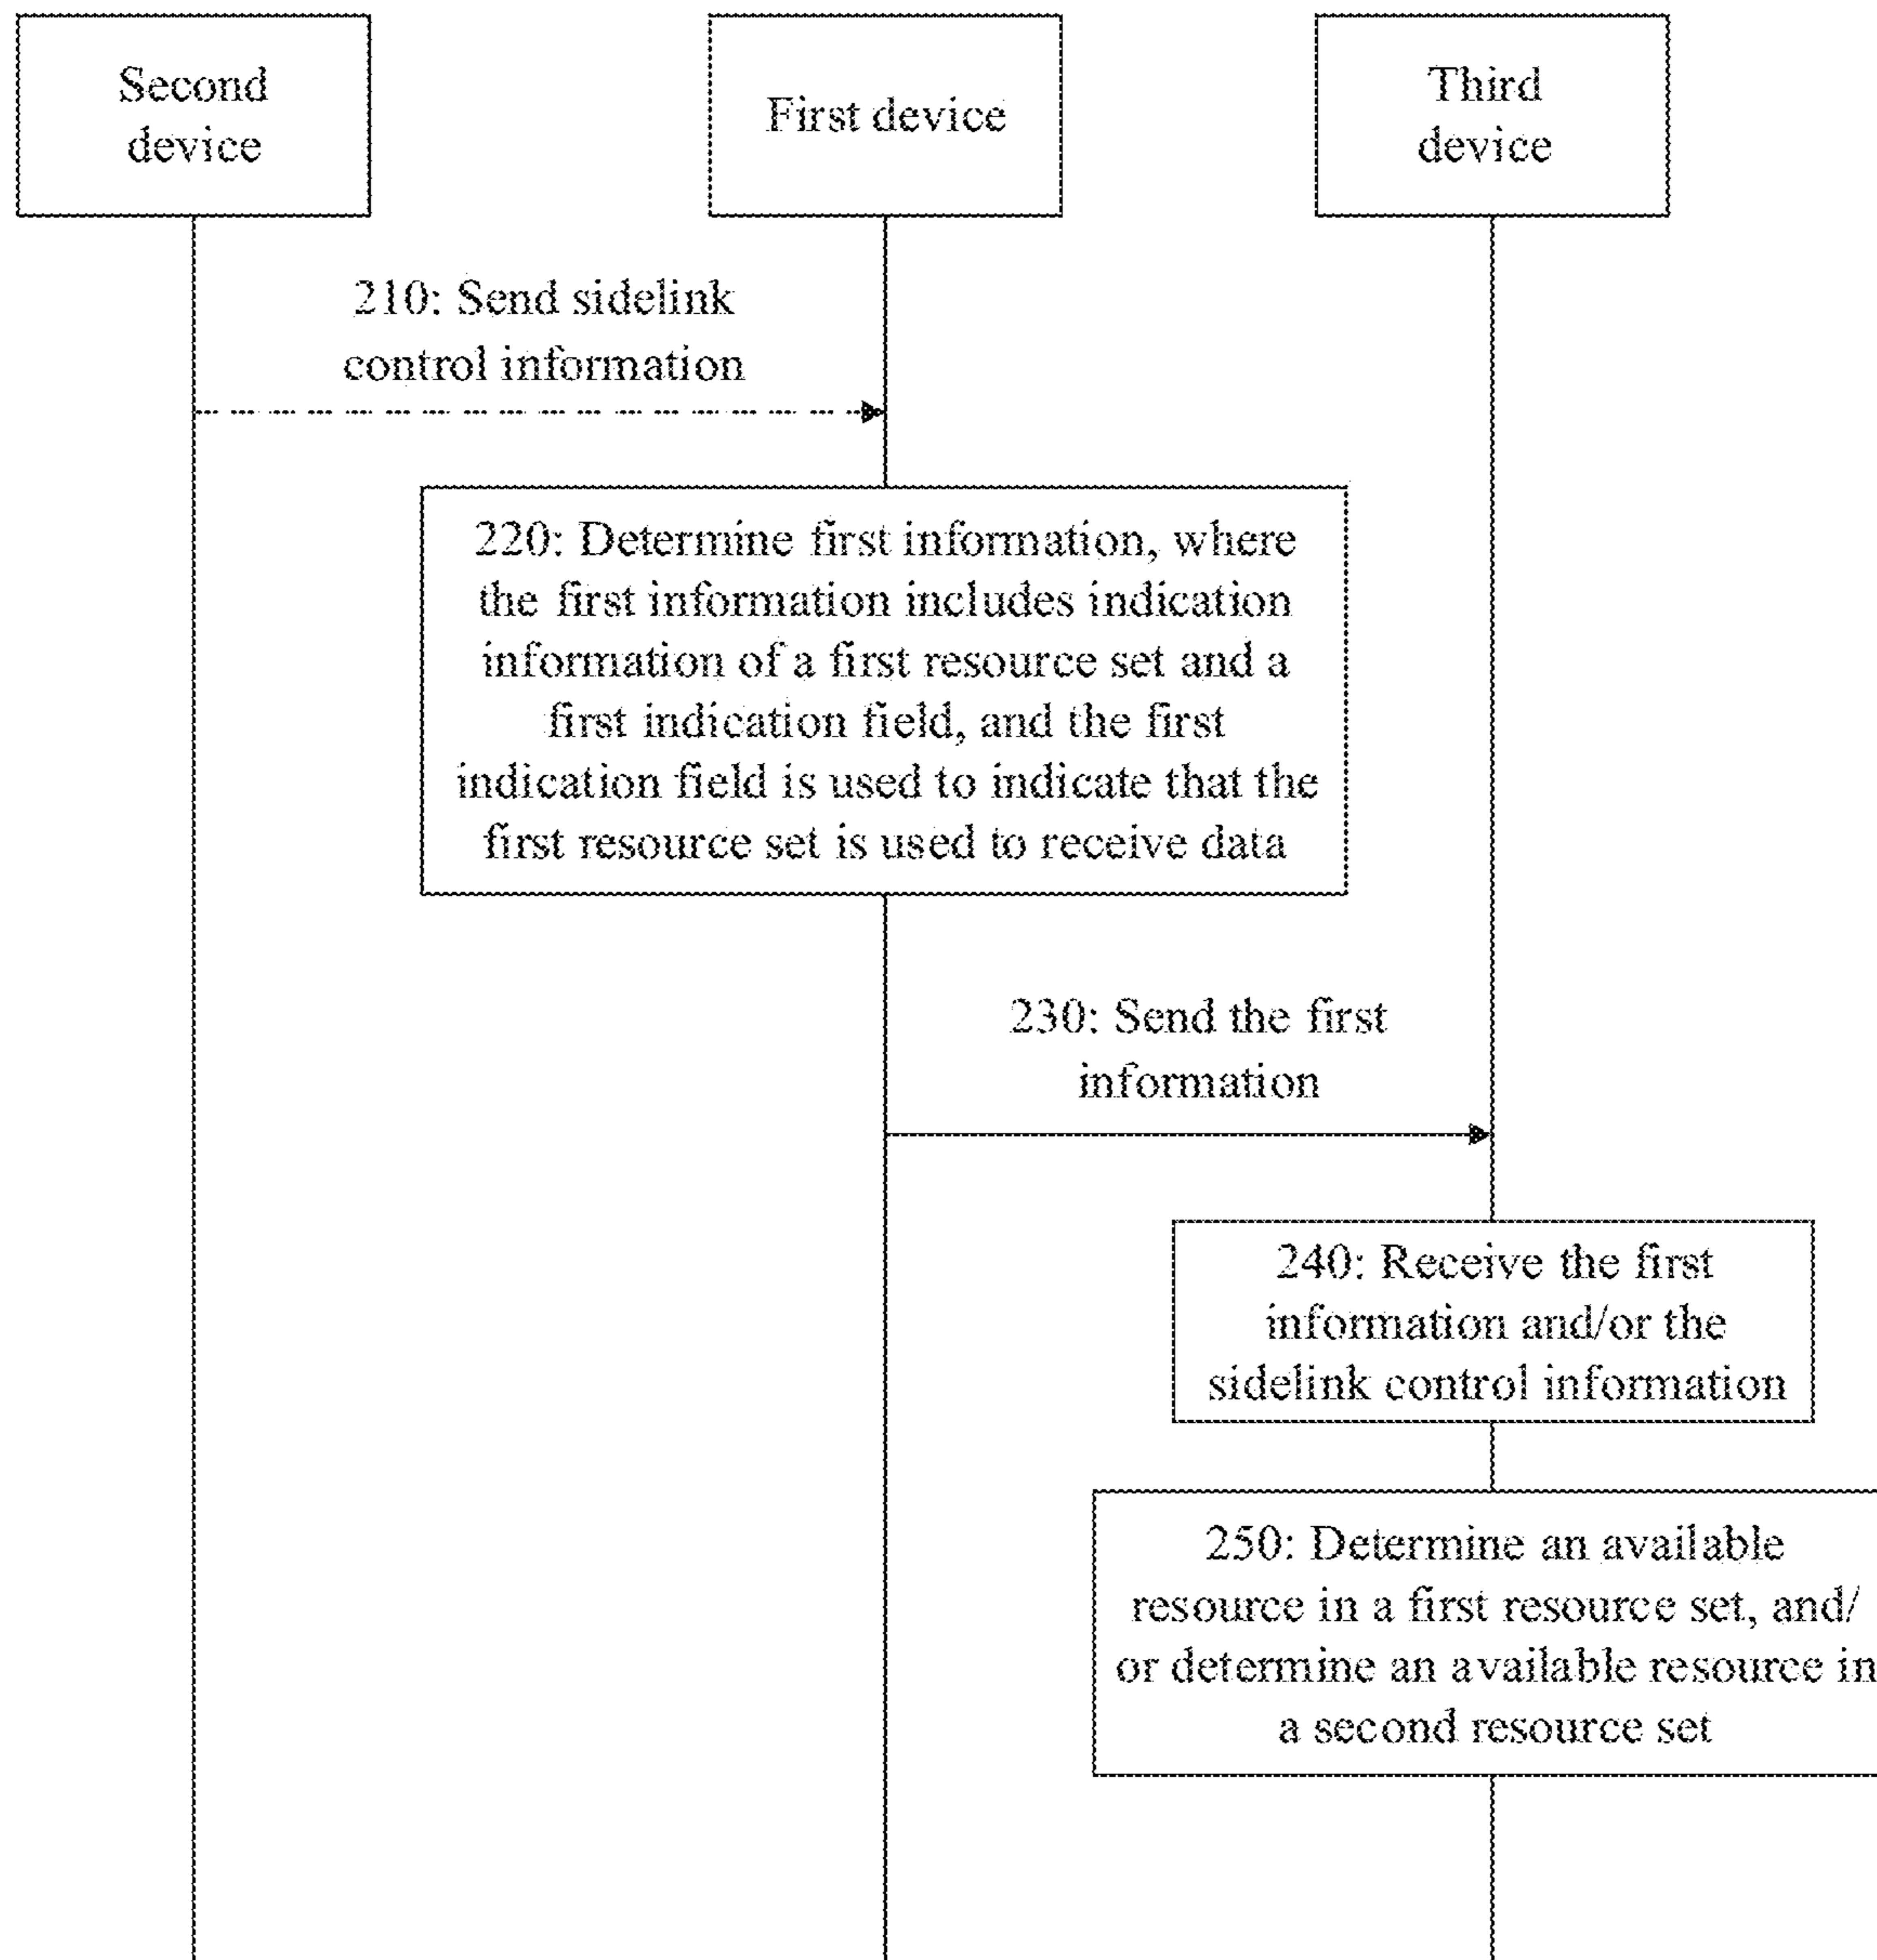 Second
device
First device
Third
device
210: Send sidelink
control information
220: Determine first information, where
the first information includes indication
information of a first resource set and a
first indication field, and the first
indication field is used to indicate that the
first resource set is used to receive data
230: Send the first
information
240: Receive the first
information and/or the
sidelink control information
250: Determine an available
resource in a first resource set, and/
or determine an available resource in
a second resource set